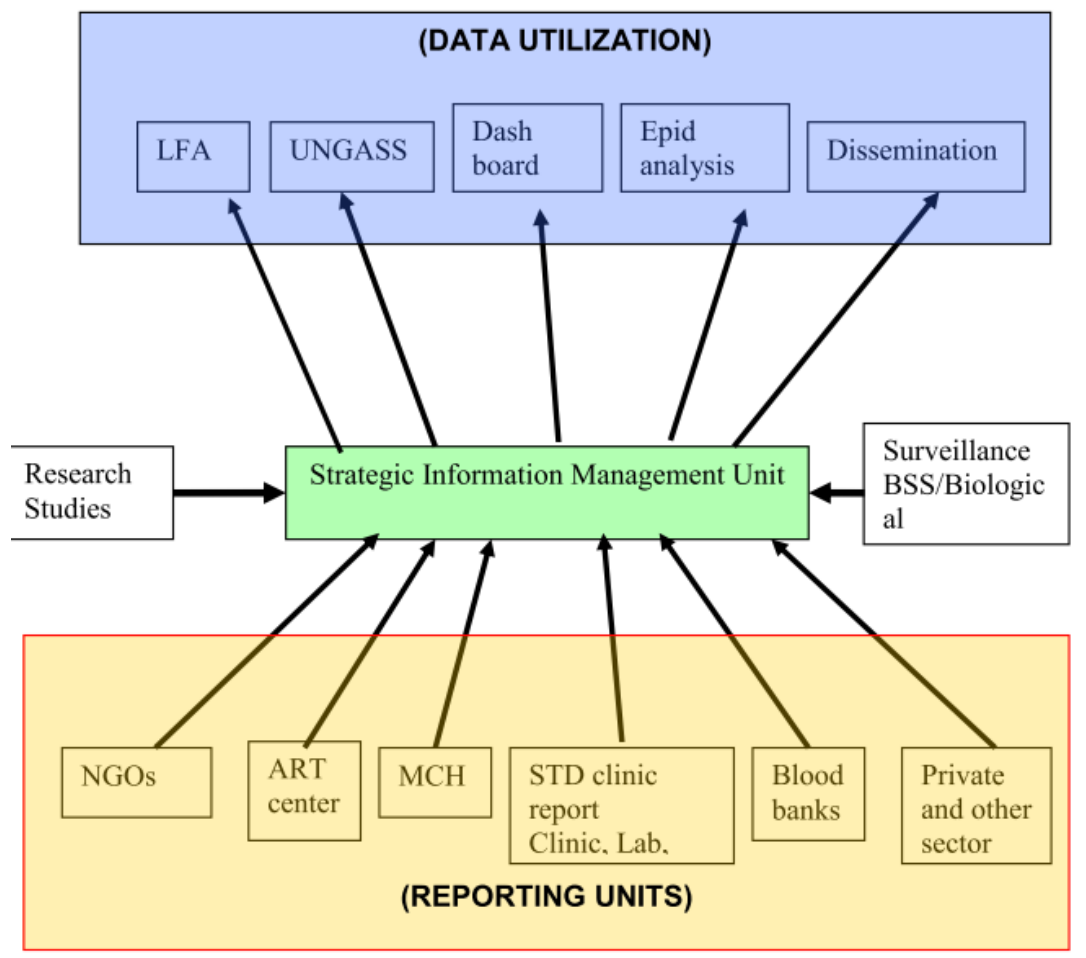 (DATA UTILIZATION)
LFA
UNGASS
Dash
board
Epid
analysis
Dissemination
Research
Studies
Strategic Information Management Unit
Surveillance
BSS/Biologic
al
NGOs
ART
center
MCH
STD clinic
report
Clinic, Lab,
Blood
banks
Private
and other
sector
(REPORTING UNITS)